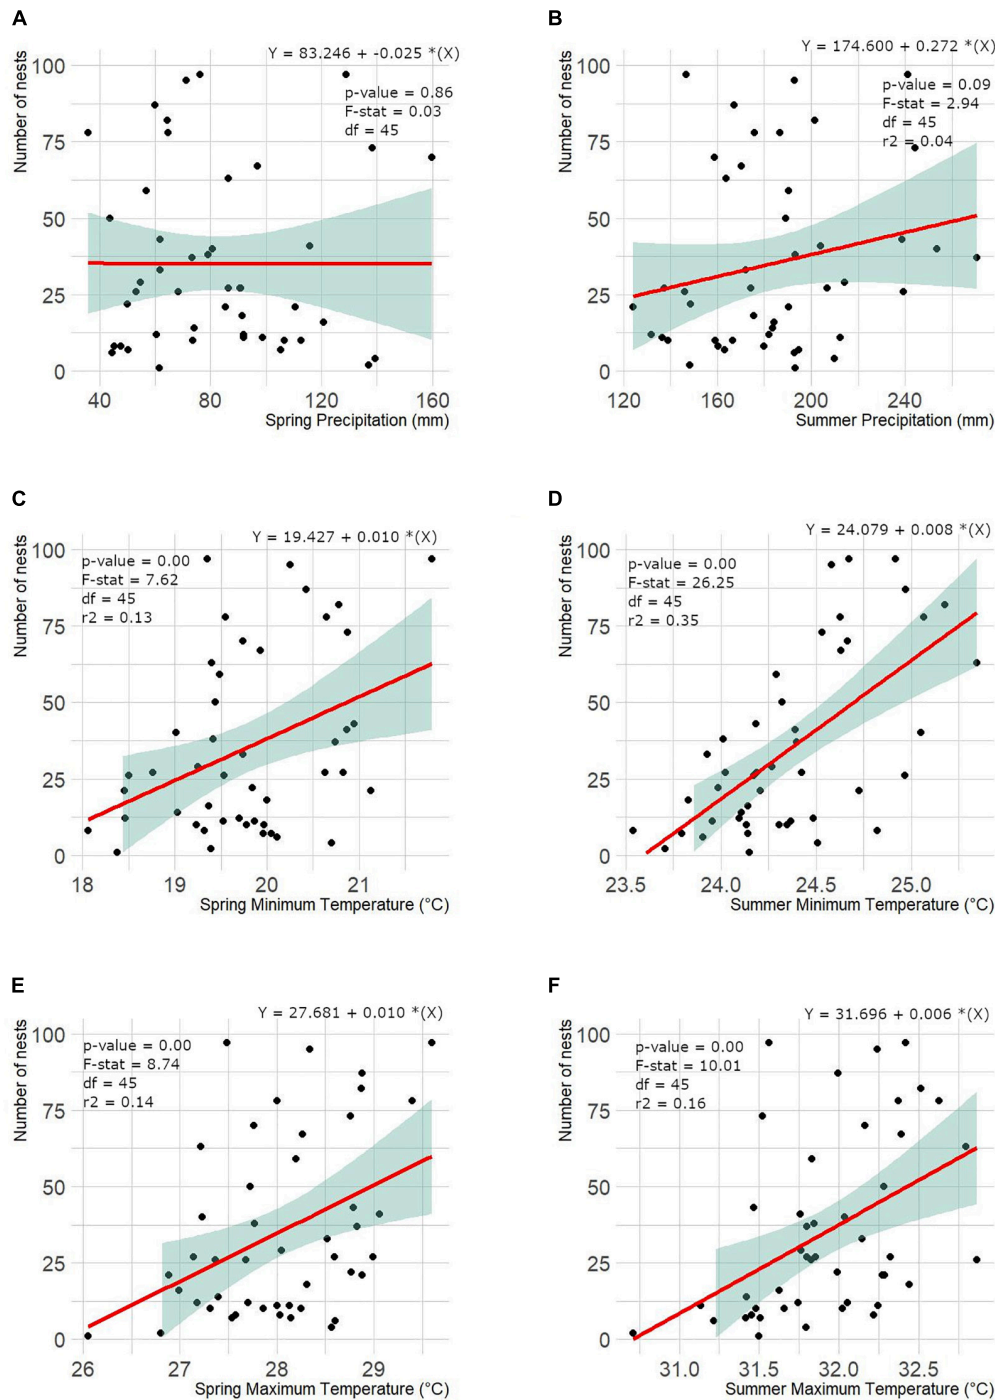 A
Y = 83.246 + -0.025 *(X)
Number of nests
100
75
50
25
0
p-value = 0.86
F-stat = 0.03
df = 45
40 80 120 160
Spring Precipitation (mm)
B
Y = 174.600 + 0.272 *(X)
Number of nests
100
75
50
25
0
p-value = 0.09
F-stat = 2.94
df = 45
r2 = 0.04
120 160 200 240
Summer Precipitation (mm)
C
Y = 19.427 + 0.010 *(X)
Number of nests
100
75
50
25
0
p-value = 0.00
F-stat = 7.62
df = 45
r2 = 0.13
18 19 20 21
Spring Minimum Temperature (°C)
D
Y = 24.079 + 0.008 *(X)
Number of nests
100
75
50
25
0
p-value = 0.00
F-stat = 26.25
df = 45
r2 = 0.35
23.5 24.0 24.5 25.0
Summer Minimum Temperature (°C)
E
Y = 27.681 + 0.010 *(X)
Number of nests
100
75
50
25
0
p-value = 0.00
F-stat = 8.74
df = 45
r2 = 0.14
26 27 28 29
Spring Maximum Temperature (°C)
F
Y = 31.696 + 0.006 *(X)
Number of nests
100
75
50
25
0
p-value = 0.00
F-stat = 10.01
df = 45
r2 = 0.16
31.0 31.5 32.0 32.5
Summer Maximum Temperature (°C)